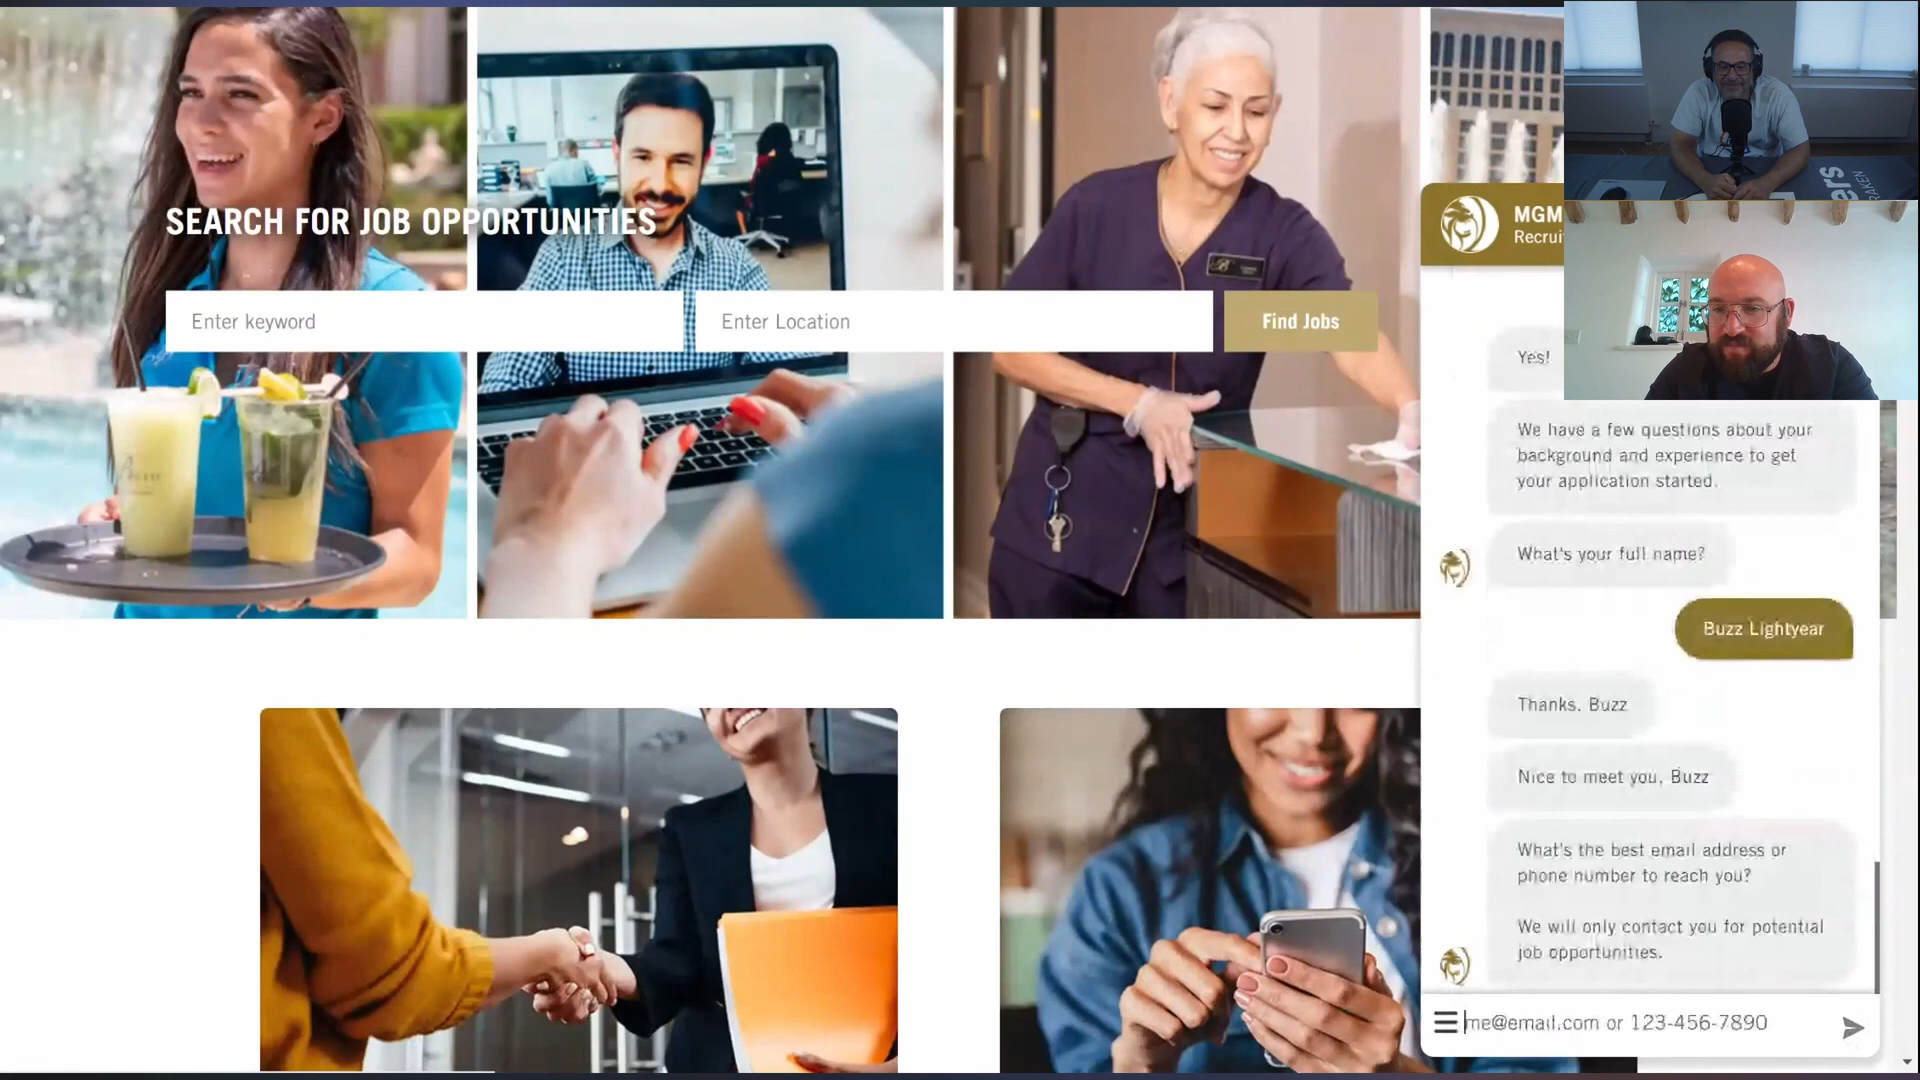 SEARCH FOR JOB OPPORTUNITIES
Enter keyword
Enter Location
Find Jobs
MGM
Recrui
Yes!
We have a few questions about your
background and experience to get
your application started.
What's your full name?
Buzz Lightyear
Thanks, Buzz
Nice to meet you, Buzz
What's the best email address or
phone number to reach you?
We will only contact you for potential
job opportunities.
me@email.com or 123-456-7890
ers